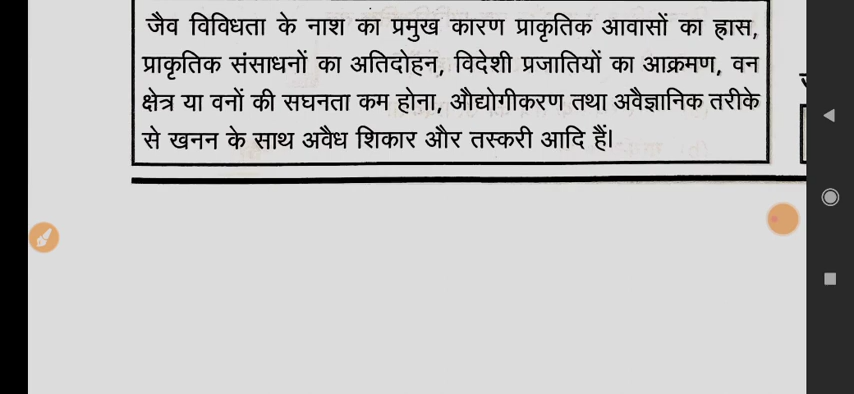 जैव विविधता के नाश का प्रमुख कारण प्राकृतिक आवासों का ह्रास,
प्राकृतिक संसाधनों का अतिदोहन, विदेशी प्रजातियों का आक्रमण, वन
क्षेत्र या वनों की सघनता कम होना, औद्योगीकरण तथा अवैज्ञानिक तरीके
से खनन के साथ अवैध शिकार और तस्करी आदि हैं।